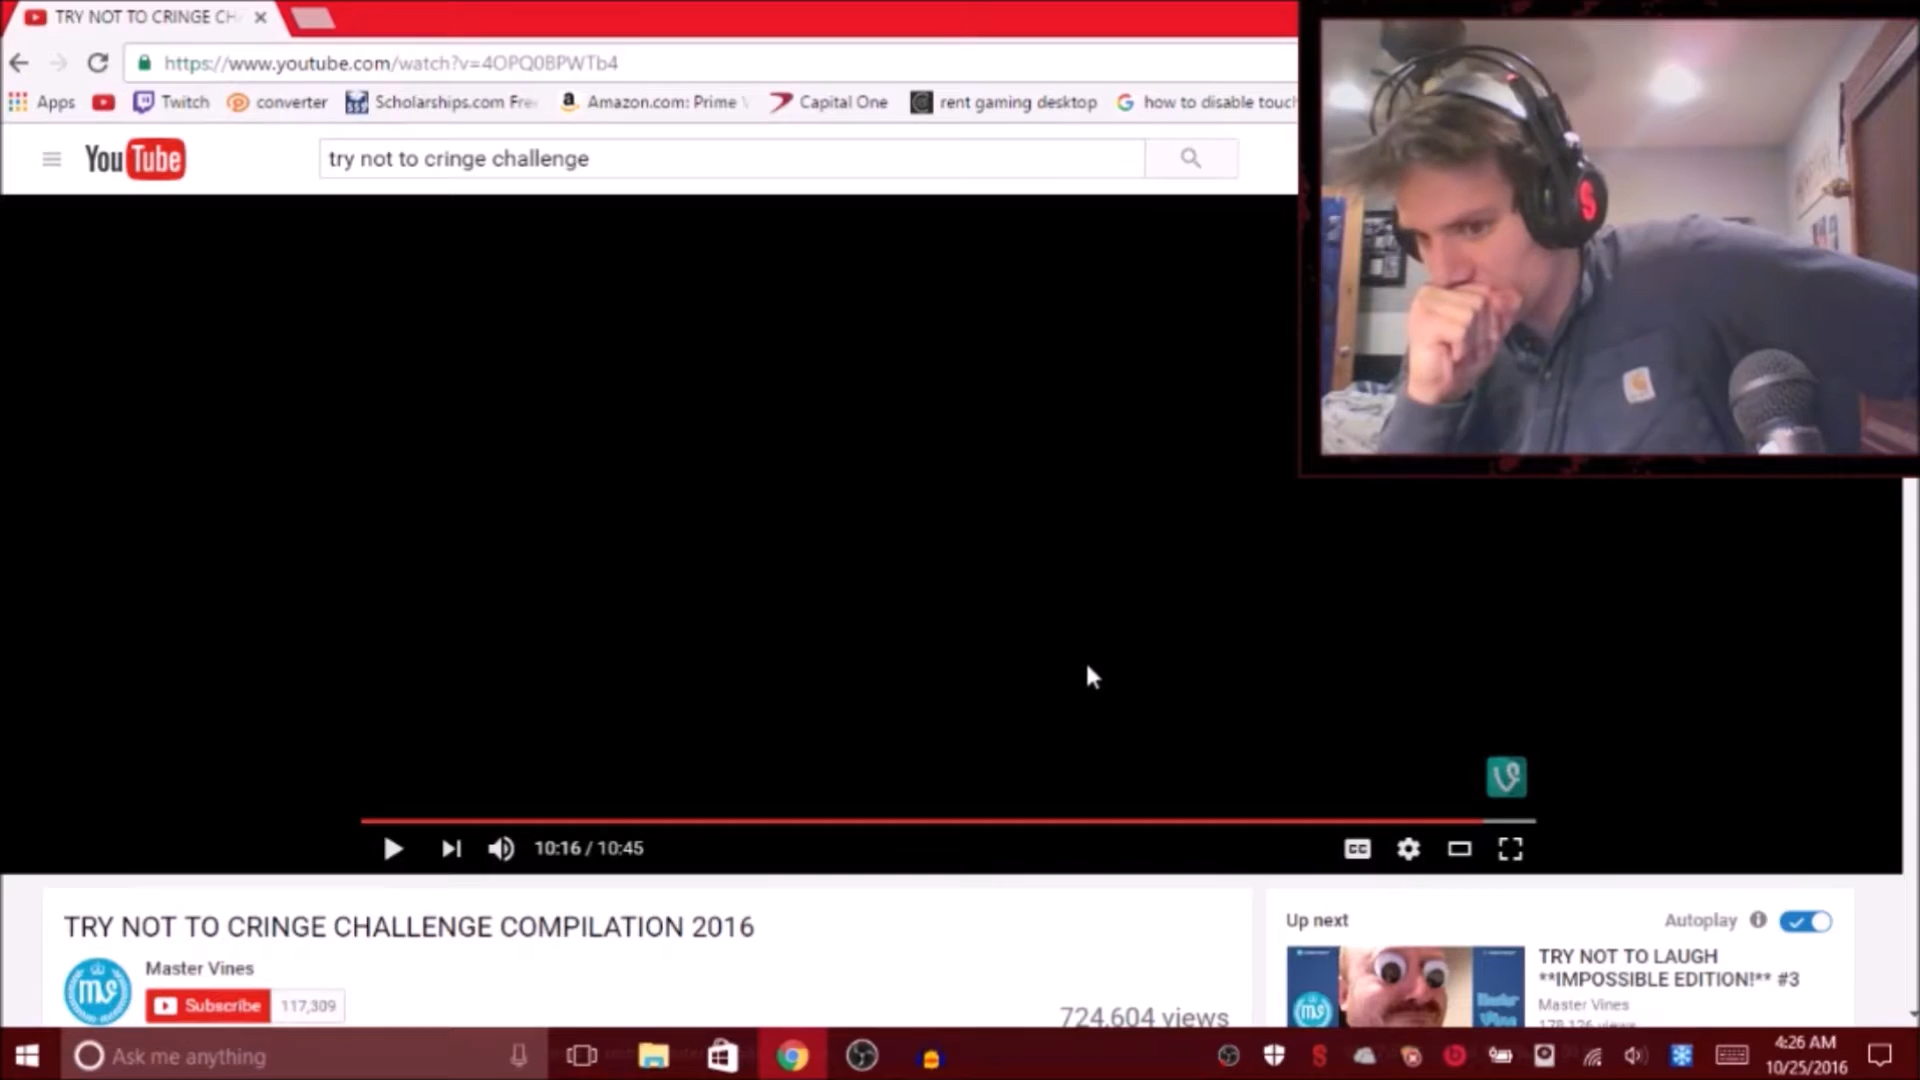 TRY NOT TO CRINGE CH
https://www.youtube.com/watch?v=4OPQ0BPWTb4
Apps Twitch converter Scholarships.com Fre Amazon.com: Prime Capital One rent gaming desktop how to disable touc
YouTube try not to cringe challenge
10:16 / 10:45
CC
TRY NOT TO CRINGE CHALLENGE COMPILATION 2016
Master Vines
Subscribe 117,309
724,604 views
Up next Autoplay
TRY NOT TO LAUGH
**IMPOSSIBLE EDITION!** #3
Master Vines
Ask me anything
4:26 AM
10/25/2016